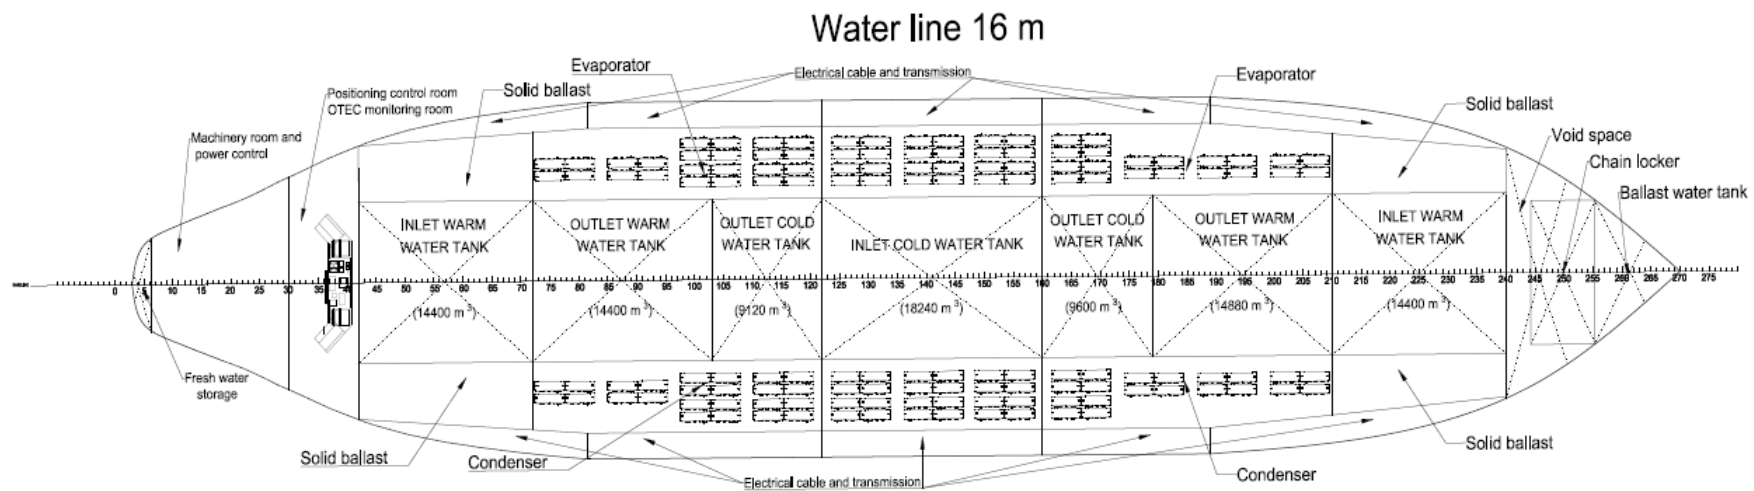 Water line 16 m
Evaporator
Electrical cable and transmission
Evaporator
Solid ballast
Positioning control room
OTEC monitoring room
Solid ballast
Void space
Machinery room and
power control
Chain locker
Ballast water tank
INLET WARM
WATER TANK
OUTLET WARM
WATER TANK
OUTLET COLD
WATER TANK
INLET COLD WATER TANK
OUTLET COLD
WATER TANK
OUTLET WARM
WATER TANK
INLET WARM
WATER TANK
0 5 10 15 20 25 30 35 45 50 55 60 65 70 75 80 85 90 95 100 105 110 115 120 125 130 135 140 145 150 155 160 165 170 175 180 185 190 195 200 205 210 215 220 225 230 235 240 245 250 255 260 265 270 275
(14400 m³)
(14400 m³)
(9120 m³)
(18240 m³)
(9600 m³)
(14880 m³)
(14400 m³)
Fresh water
storage
Solid ballast
Condenser
Electrical cable and transmission
Condenser
Solid ballast